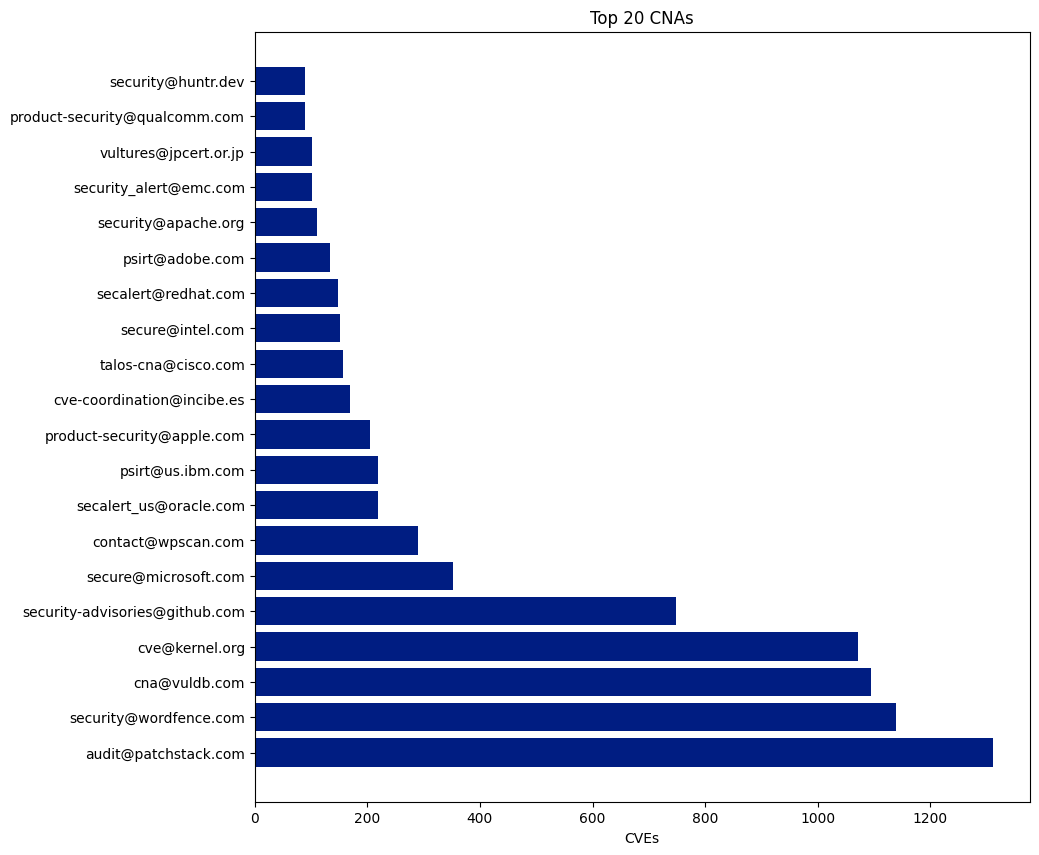 Top 20 CNAs
security@huntr.dev
product-security@qualcomm.com
vultures@jpcert.or.jp
security_alert@emc.com
security@apache.org
psirt@adobe.com
secalert@redhat.com
secure@intel.com
talos-cna@cisco.com
cve-coordination@incibe.es
product-security@apple.com
psirt@us.ibm.com
secalert_us@oracle.com
contact@wpscan.com
secure@microsoft.com
security-advisories@github.com
cve@kernel.org
cna@vuldb.com
security@wordfence.com
audit@patchstack.com
0 200 400 600 800 1000 1200
CVEs